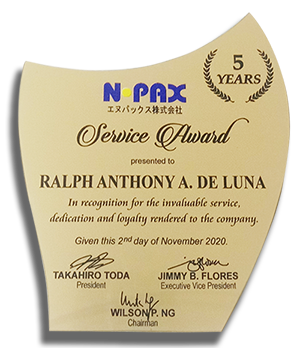 5
YEARS
N•PAX
エヌパックス株式会社
Service Award
presented to
RALPH ANTHONY A. DE LUNA
In recognition for the invaluable service,
dedication and loyalty rendered to the company.
Given this 2nd day of November 2020.
TAKAHIRO TODA
President
JIMMY B. FLORES
Executive Vice President
WILSON P. NG
Chairman